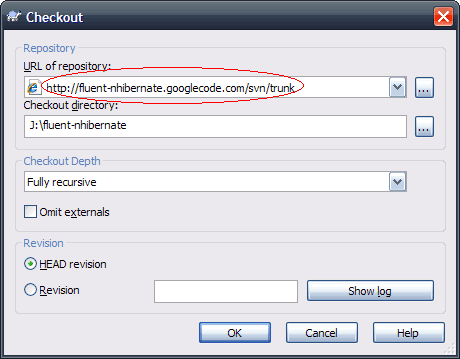 Checkout
Repository
URL of repository:
http://fluent-nhibernate.googlecode.com/svn/trunk
...
Checkout directory:
J:\fluent-nhibernate
...
Checkout Depth
Fully recursive
Omit externals
Revision
HEAD revision
Revision
Show log
OK
Cancel
Help